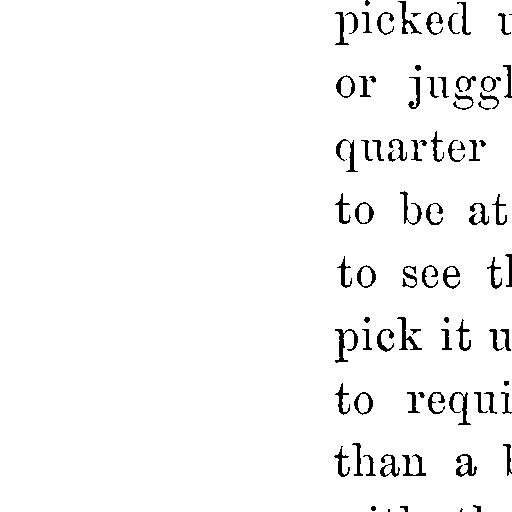 picked
or
quarter
to be at
to see
pick it
to
than a